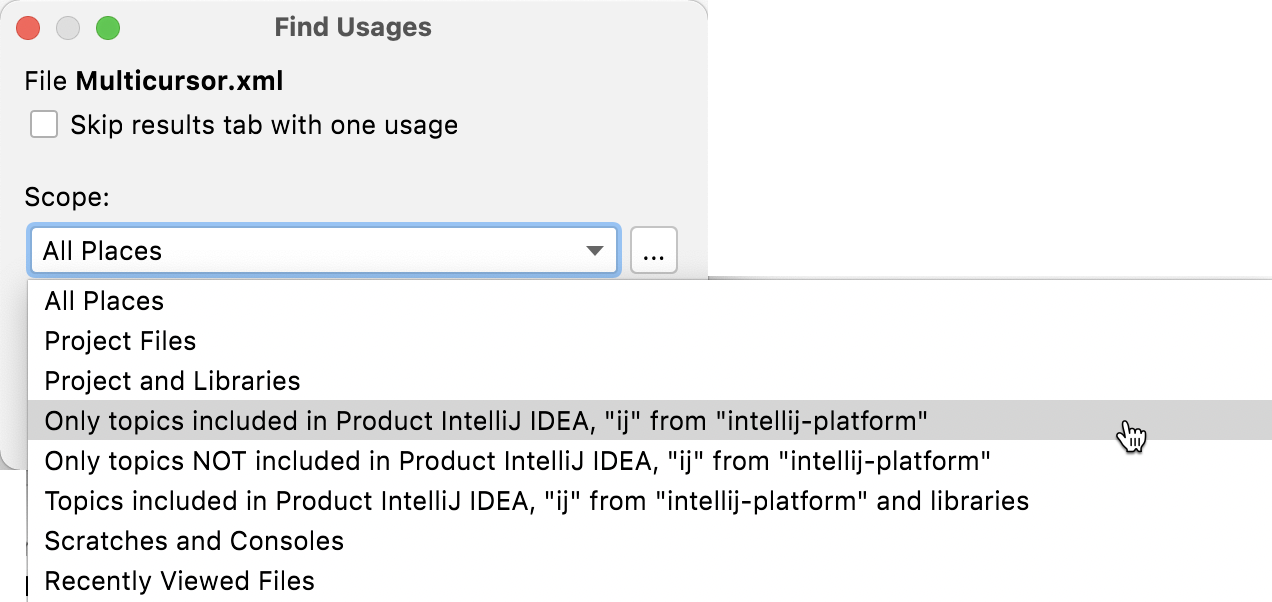 Find Usages
File Multicursor.xml
Skip results tab with one usage
Scope:
All Places
...
All Places
Project Files
Project and Libraries
Only topics included in Product IntelliJ IDEA, "ij" from "intellij-platform"
Only topics NOT included in Product IntelliJ IDEA, "ij" from "intellij-platform"
Topics included in Product IntelliJ IDEA, "ij" from "intellij-platform" and libraries
Scratches and Consoles
Recently Viewed Files